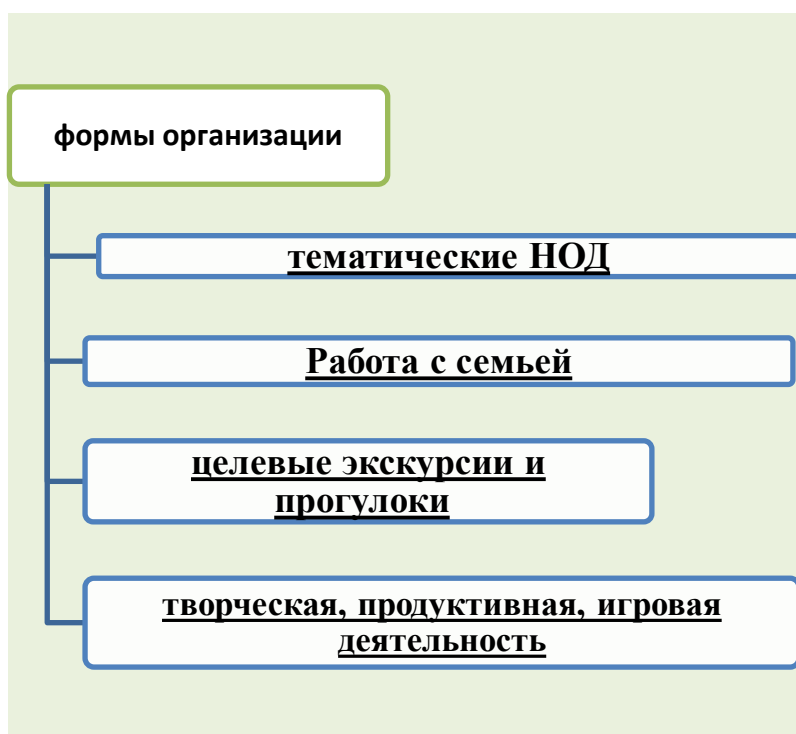 формы организации
тематические НОД
Работа с семьей
целевые экскурсии и
прогулоки
творческая, продуктивная, игровая
деятельность